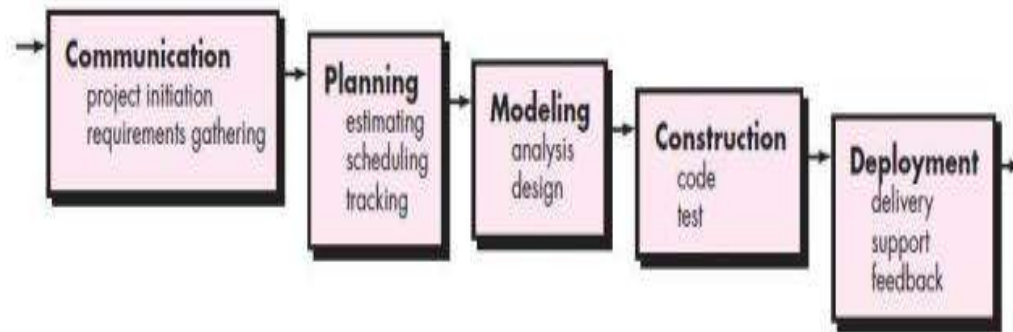 Communication
project initiation
requirements gathering
Planning
estimating
scheduling
tracking
Modeling
analysis
design
Construction
code
test
Deployment
delivery
support
feedback